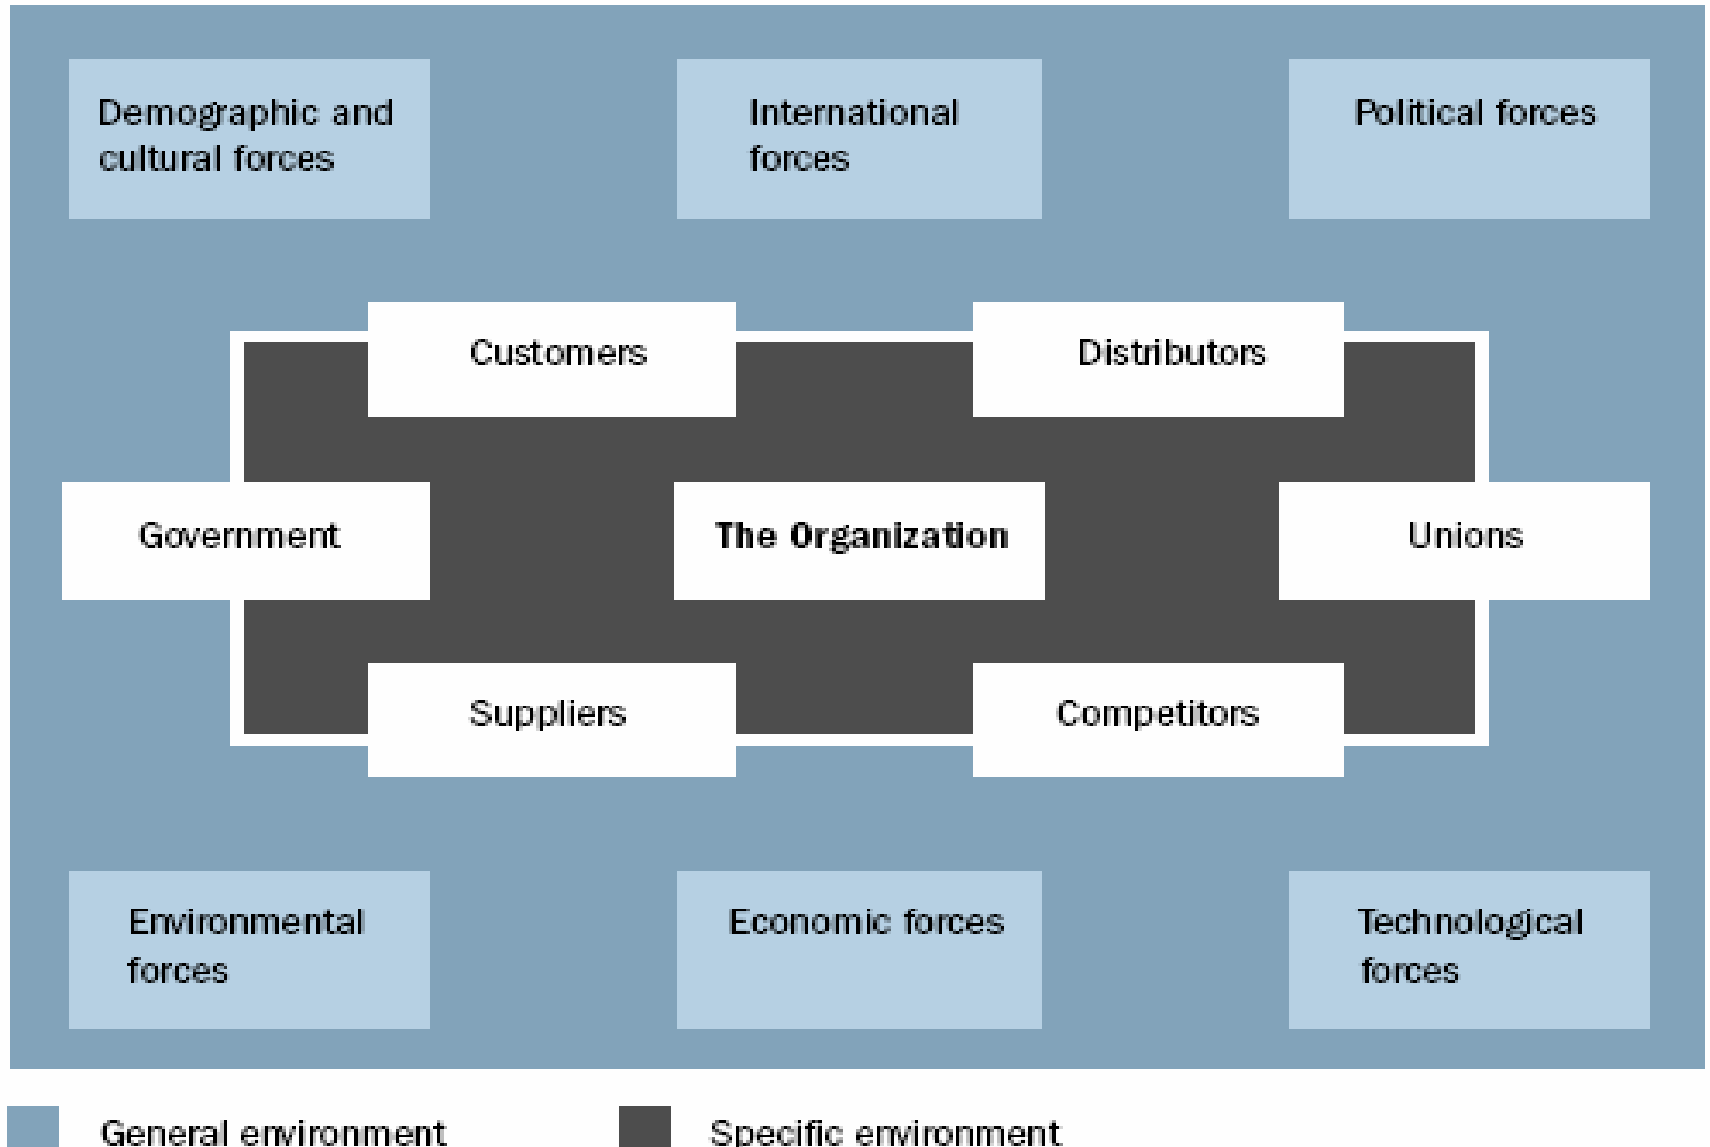 Demographic and
cultural forces
International
forces
Political forces
Customers
Distributors
Government
The Organization
Unions
Suppliers
Competitors
Environmental
forces
Economic forces
Technological
forces
General environment
Specific environment